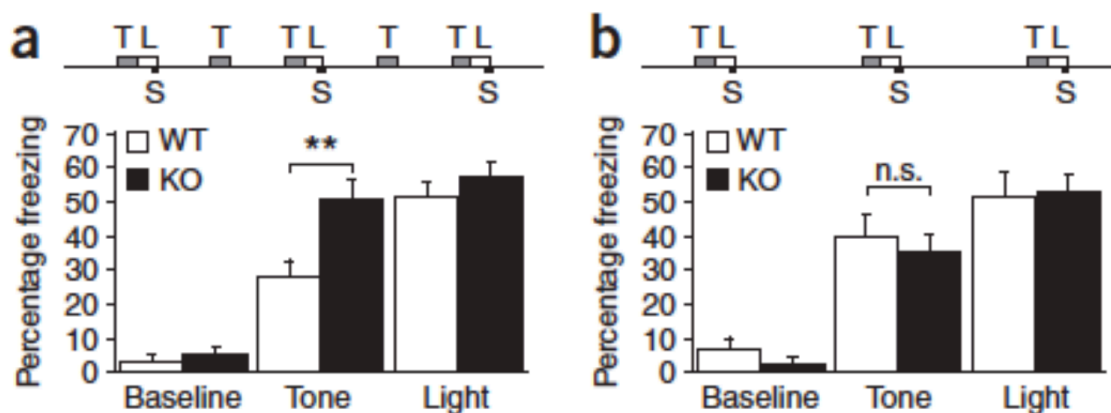 a
T L T T L T T L
S S S
Percentage freezing
70
60
50
40
30
20
10
0
WT
KO
**
Baseline Tone Light
b
T L T L T L
S S S
Percentage freezing
70
60
50
40
30
20
10
0
WT
KO
n.s.
Baseline Tone Light